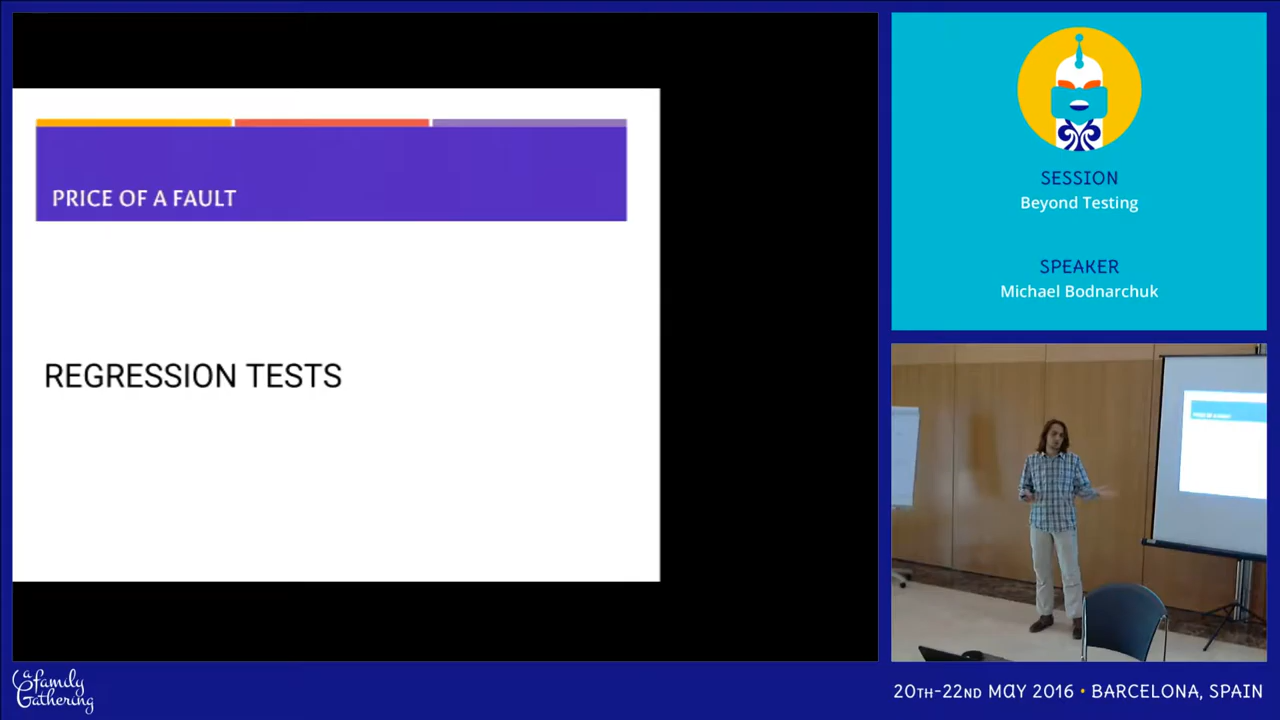 PRICE OF A FAULT
REGRESSION TESTS
SESSION
Beyond Testing
SPEAKER
Michael Bodnarchuk
a family
Gathering
20TH-22ND MAY 2016 • BARCELONA, SPAIN